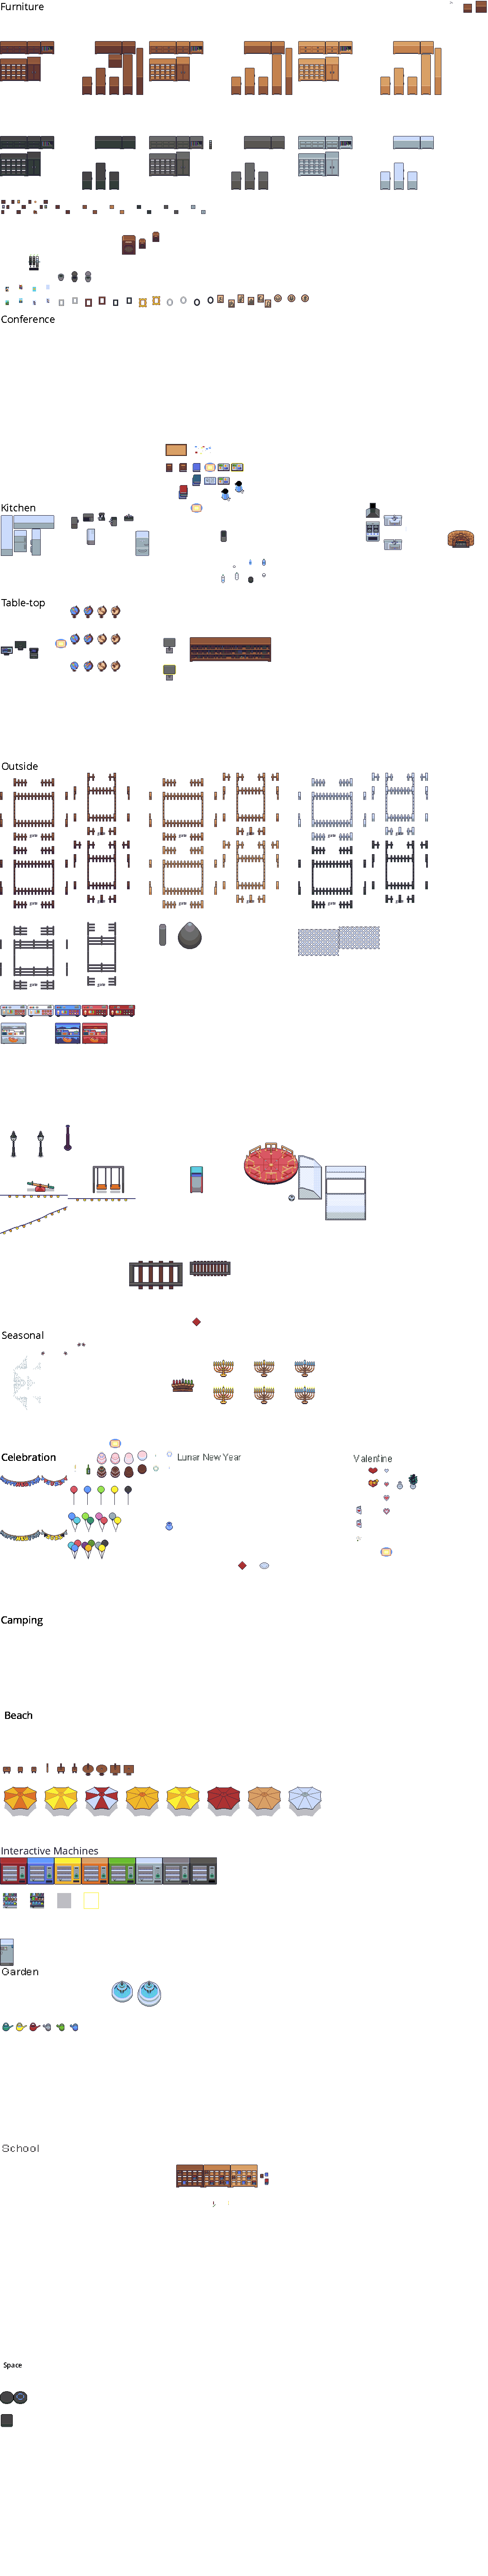 Furniture
Conference
Kitchen
Table-top
Outside
Seasonal
Celebration
Lunar New Year
Valentine
Camping
Beach
Interactive Machines
Garden
School
Space